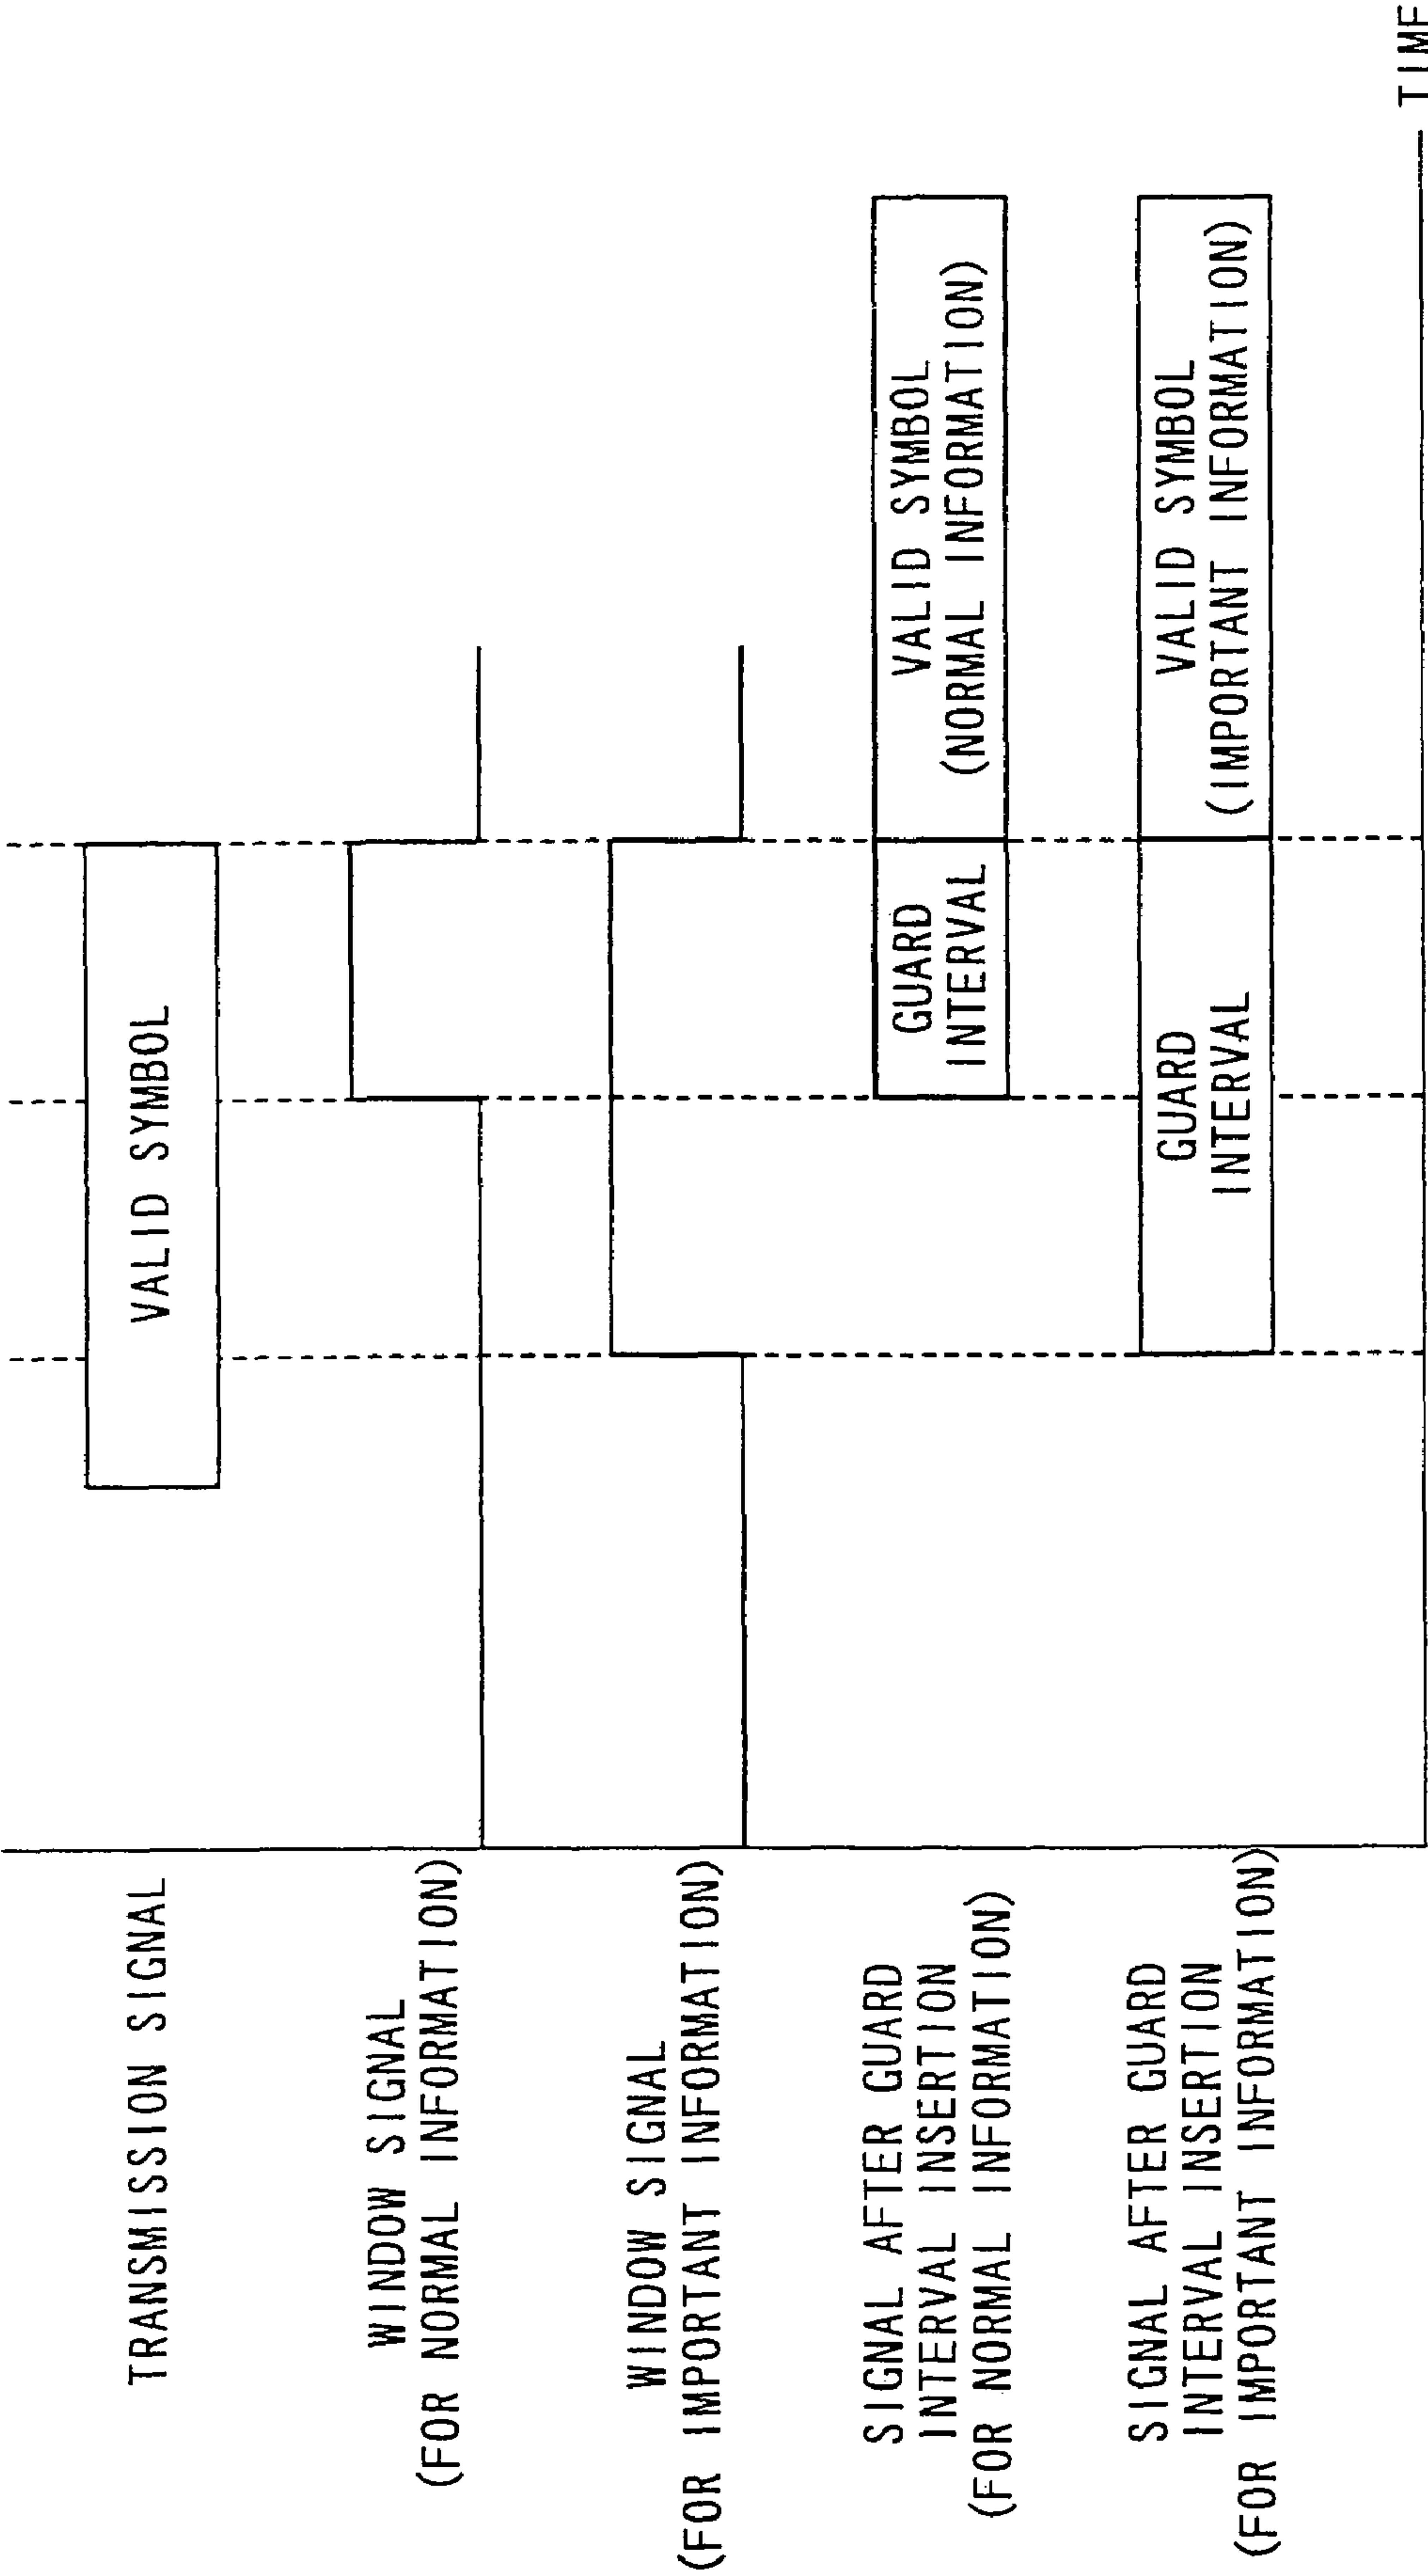 TRANSMISSION SIGNAL
VALID SYMBOL
WINDOW SIGNAL
(FOR NORMAL INFORMATION)
WINDOW SIGNAL
(FOR IMPORTANT INFORMATION)
SIGNAL AFTER GUARD
INTERVAL INSERTION
(FOR NORMAL INFORMATION)
GUARD
INTERVAL
VALID SYMBOL
(NORMAL INFORMATION)
SIGNAL AFTER GUARD
INTERVAL INSERTION
(FOR IMPORTANT INFORMATION)
GUARD
INTERVAL
VALID SYMBOL
(IMPORTANT INFORMATION)
TIME